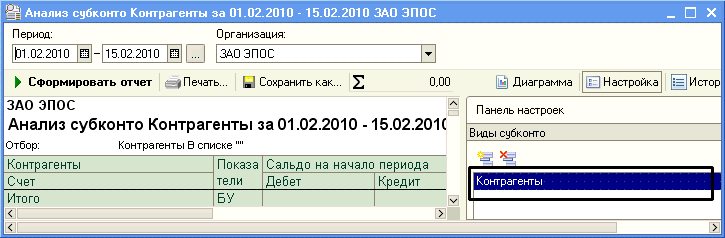 Анализ субконто Контрагенты за 01.02.2010 - 15.02.2010 ЗАО ЭПОС
Период: Организация:
01.02.2010 – 15.02.2010 ... ЗАО ЭПОС
Сформировать отчет Печать... Сохранить как... Σ 0,00 Диаграмма Настройка Истор
ЗАО ЭПОС
Анализ субконто Контрагенты за 01.02.2010 - 15.02.2010
Отбор: Контрагенты В списке ""
Контрагенты Показа Сальдо на начало периода
Счет тели Дебет Кредит
Итого БУ
Панель настроек
Виды субконто
Контрагенты